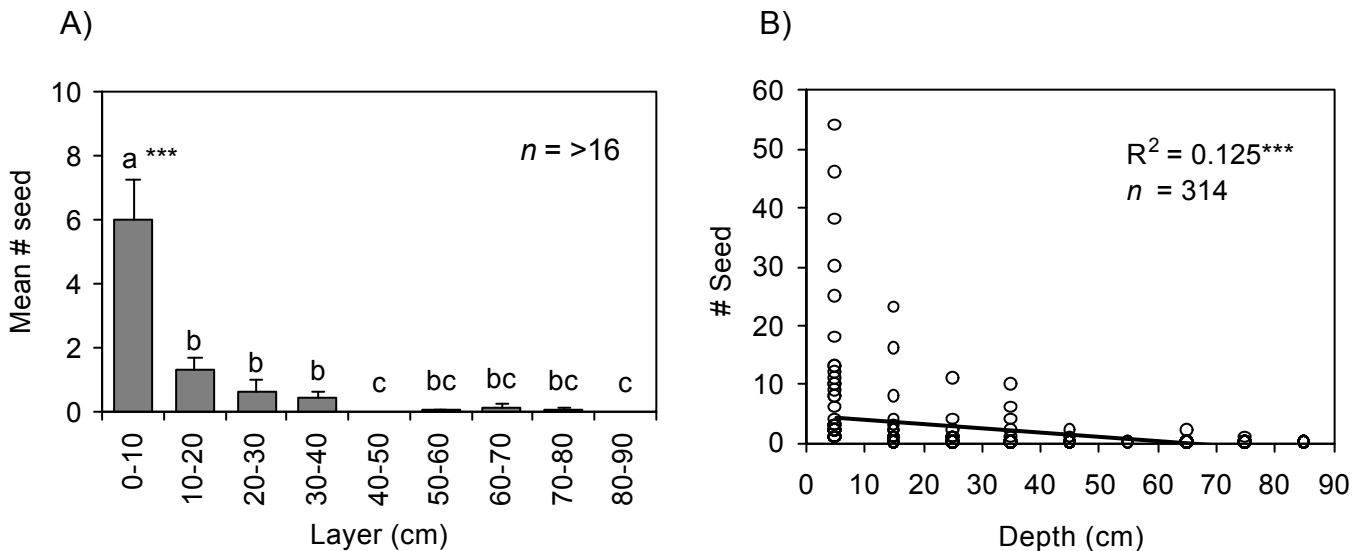 A)
10
8
6
4
2
0
Mean # seed
a ***
b
b
b
c
bc
bc
bc
c
n = >16
0-10
10-20
20-30
30-40
40-50
50-60
60-70
70-80
80-90
Layer (cm)
B)
60
50
40
30
20
10
0
# Seed
R² = 0.125***
n = 314
0 10 20 30 40 50 60 70 80 90
Depth (cm)